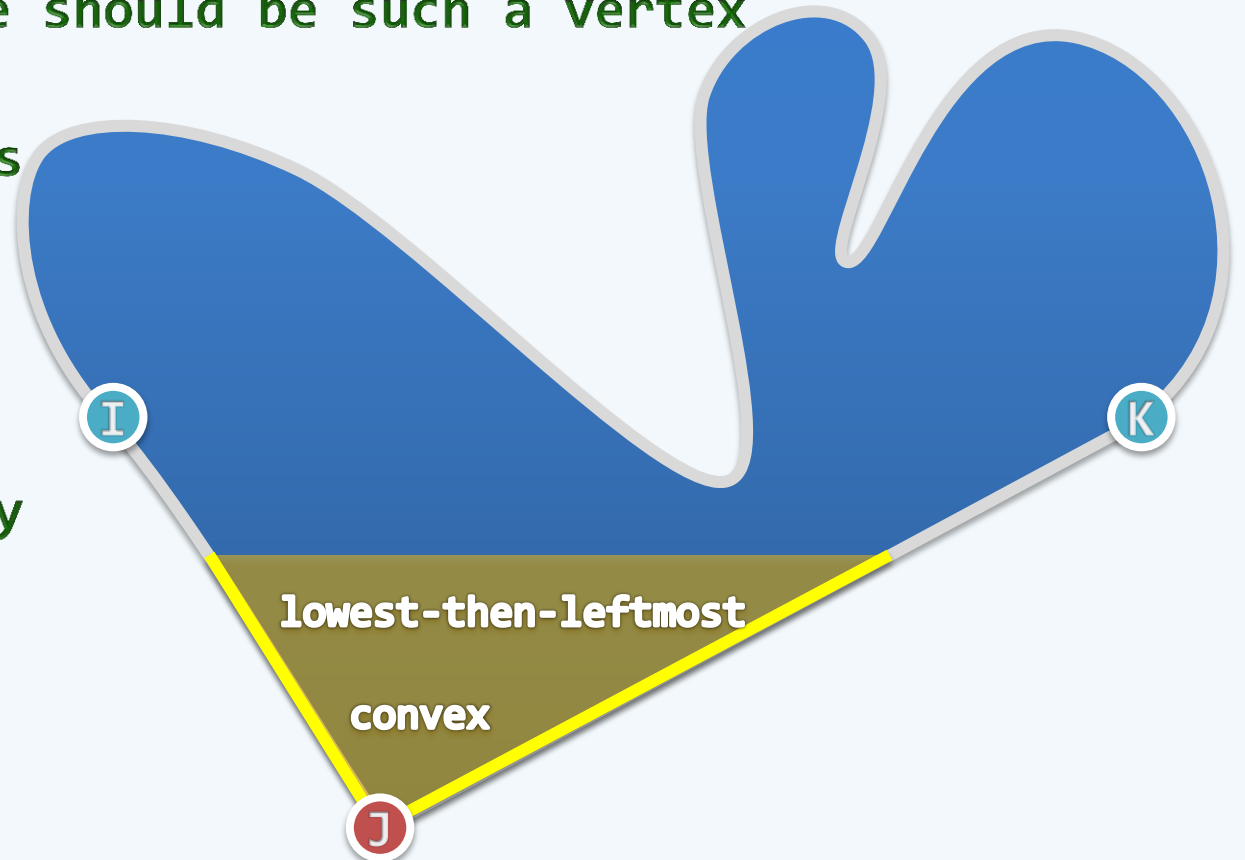 e should be such a vertex
s
I
K
y
lowest-then-leftmost
convex
J